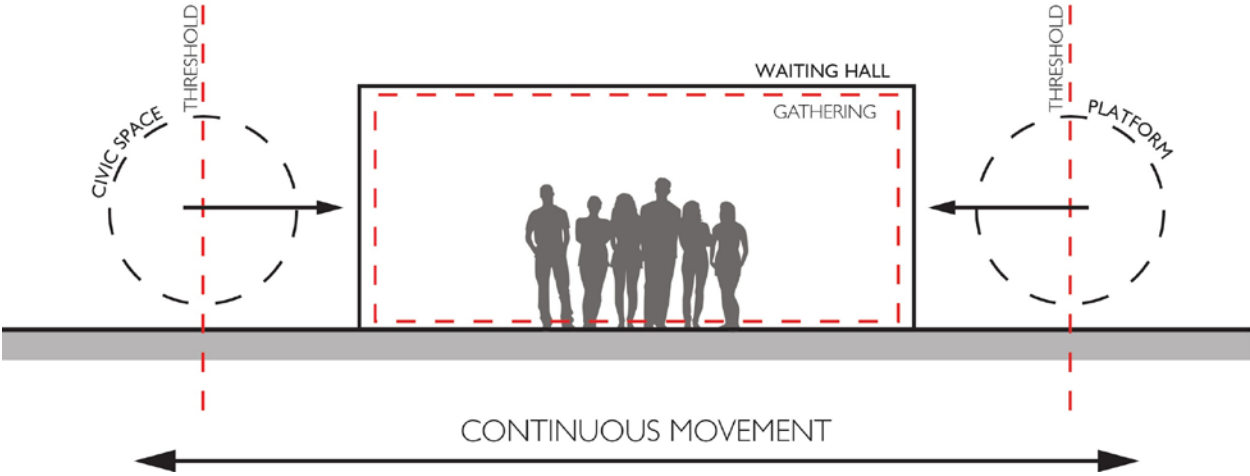 THRESHOLD
THRESHOLD
WAITING HALL
GATHERING
CIVIC SPACE
PLATFORM
CONTINUOUS MOVEMENT